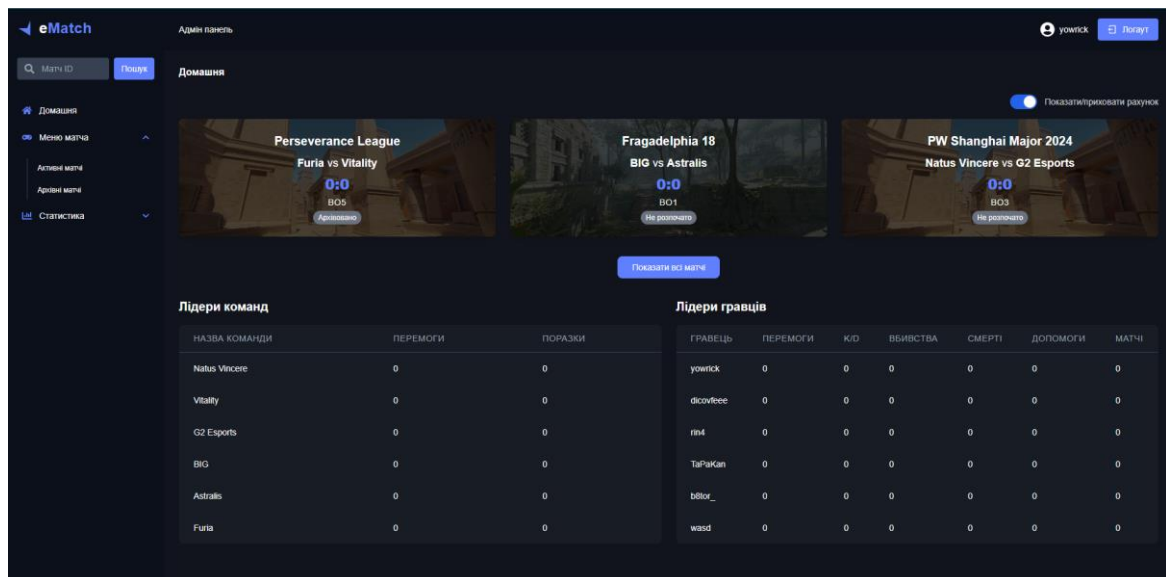 eMatch
Адмін панель
yowrick
Логаут
Матч ID
Пошук
Домашня
Меню матча
Активні матчі
Архівні матчі
Статистика
Домашня
Показати/приховати рахунок
Perseverance League
Furia vs Vitality
0:0
BO5
Архівовано
Fragadelphia 18
BIG vs Astralis
0:0
BO1
Не розпочато
PW Shanghai Major 2024
Natus Vincere vs G2 Esports
0:0
BO3
Не розпочато
Показати всі матчі
Лідери команд
НАЗВА КОМАНДИ ПЕРЕМОГИ ПОРАЗКИ
Natus Vincere 0 0
Vitality 0 0
G2 Esports 0 0
BIG 0 0
Astralis 0 0
Furia 0 0
Лідери гравців
ГРАВЕЦЬ ПЕРЕМОГИ K/D ВБИВСТВА СМЕРТІ ДОПОМОГИ МАТЧІ
yowrick 0 0 0 0 0 0
dicovfeee 0 0 0 0 0 0
rin4 0 0 0 0 0 0
TaPaKan 0 0 0 0 0 0
b8tor_ 0 0 0 0 0 0
wasd 0 0 0 0 0 0